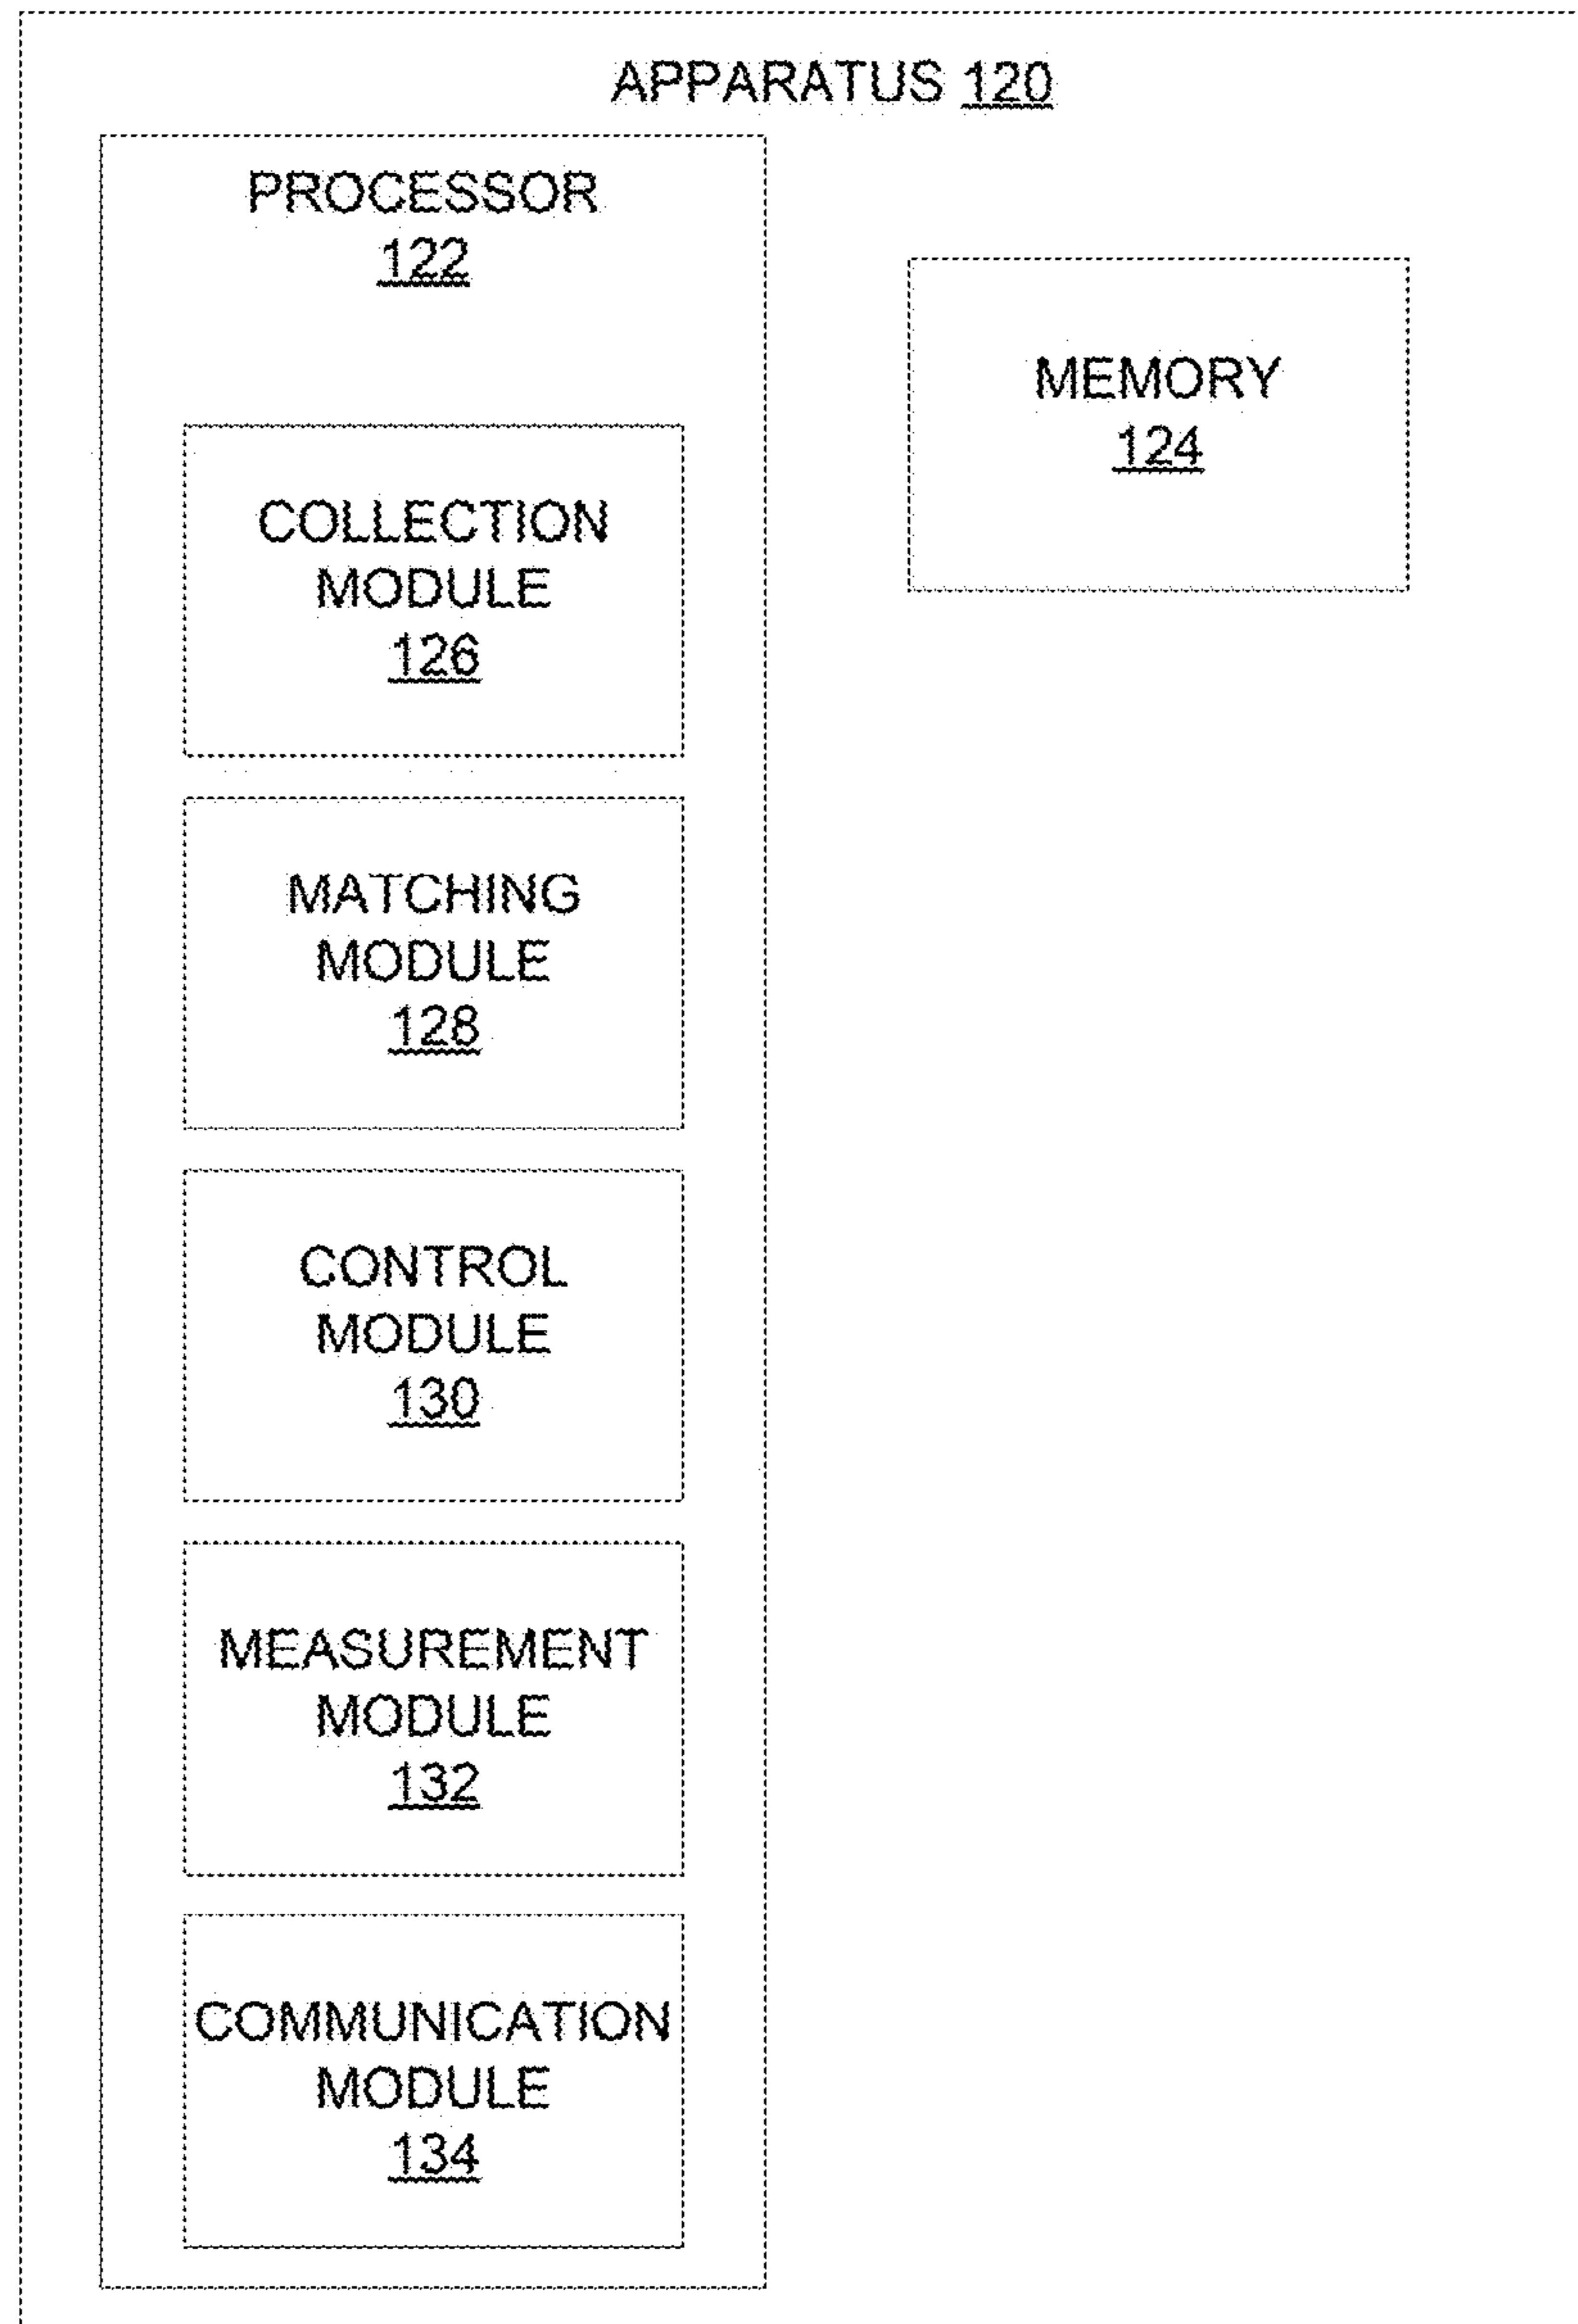 APPARATUS 120
PROCESSOR
122
MEMORY
124
COLLECTION
MODULE
126
MATCHING
MODULE
128
CONTROL
MODULE
130
MEASUREMENT
MODULE
132
COMMUNICATION
MODULE
134